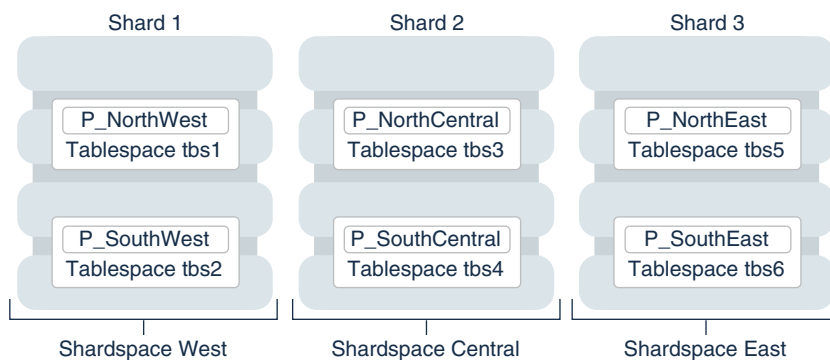 Shard 1
P_NorthWest
Tablespace tbs1
P_SouthWest
Tablespace tbs2
Shardspace West
Shard 2
P_NorthCentral
Tablespace tbs3
P_SouthCentral
Tablespace tbs4
Shardspace Central
Shard 3
P_NorthEast
Tablespace tbs5
P_SouthEast
Tablespace tbs6
Shardspace East